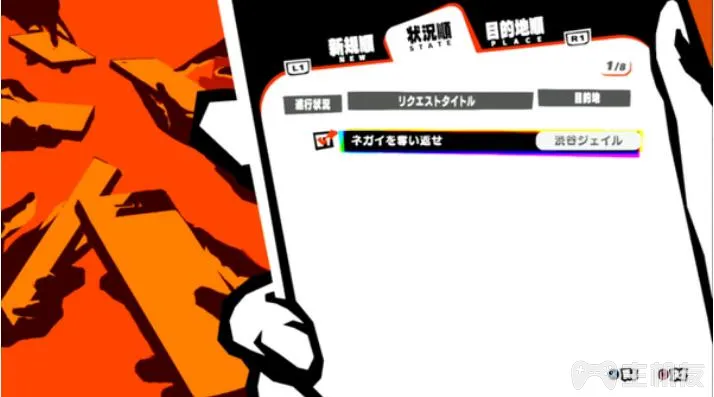 新規順 NEW
状況順 STATE
目的地順 PLACE
L1
R1
1/8
進行状況 リクエストタイトル 目的地
ネガイを奪い返せ 渋谷ジェイル